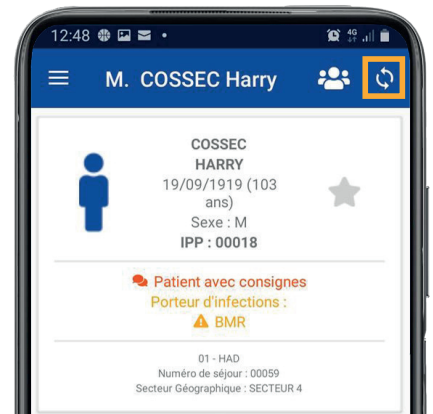 12:48
4G
M. COSSEC Harry
COSSEC
HARRY
19/09/1919 (103
ans)
Sexe : M
IPP : 00018
Patient avec consignes
Porteur d'infections :
BMR
01 - HAD
Numéro de séjour : 00059
Secteur Géographique : SECTEUR 4